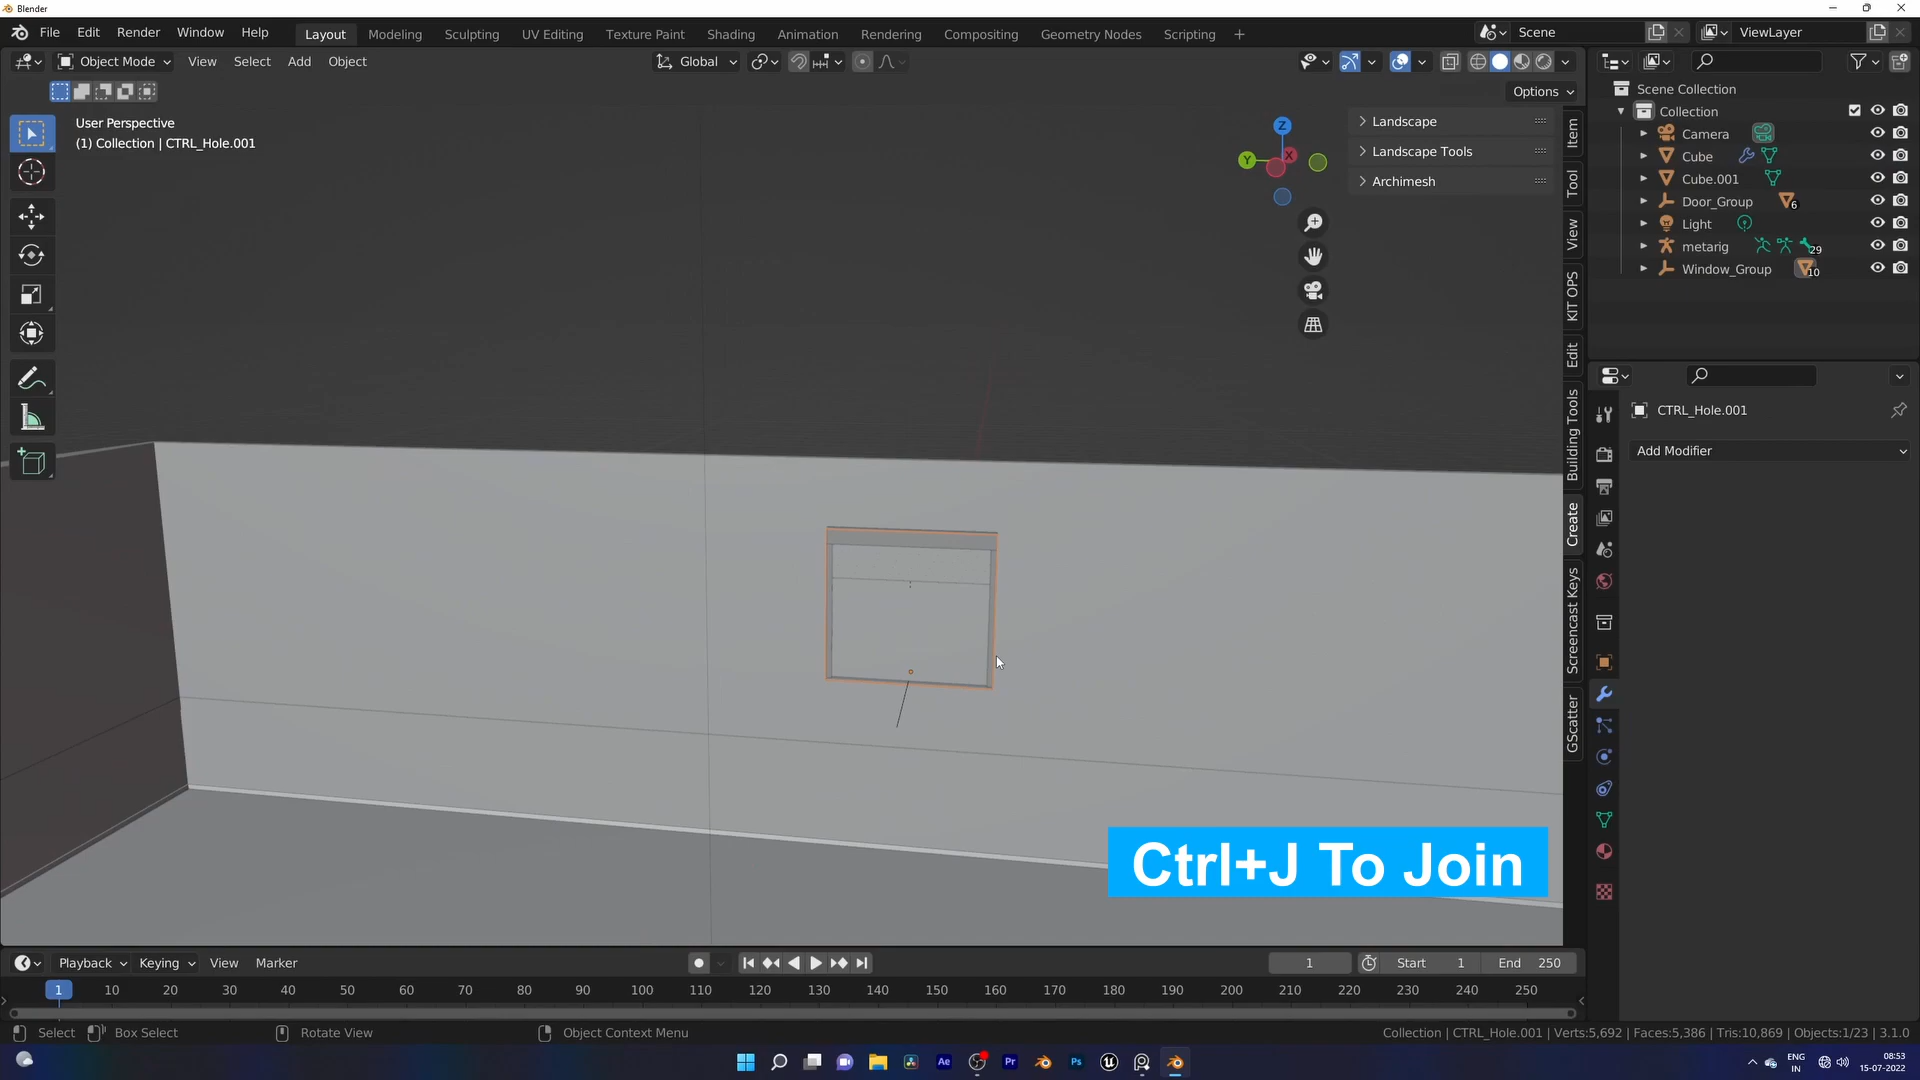 Blender
File Edit Render Window Help
Layout Modeling Sculpting UV Editing Texture Paint Shading Animation Rendering Compositing Geometry Nodes Scripting +
Scene ViewLayer
Object Mode View Select Add Object Global
Options
User Perspective
(1) Collection | CTRL_Hole.001
Z
Y
X
Landscape
Landscape Tools
Archimesh
Item
Tool
View
KIT OPS
Edit
Building Tools
Create
Screencast Keys
GScatter
Scene Collection
Collection
Camera
Cube
Cube.001
Door_Group 6
Light
metarig 29
Window_Group 10
CTRL_Hole.001
Add Modifier
Ctrl+J To Join
Playback Keying View Marker
1 Start 1 End 250
1 10 20 30 40 50 60 70 80 90 100 110 120 130 140 150 160 170 180 190 200 210 220 230 240 250
Select Box Select Rotate View Object Context Menu
Collection | CTRL_Hole.001 | Verts:5,692 | Faces:5,386 | Tris:10,869 | Objects:1/23 | 3.1.0
Ae Pr Ps
ENG
IN
08:53
15-07-2022